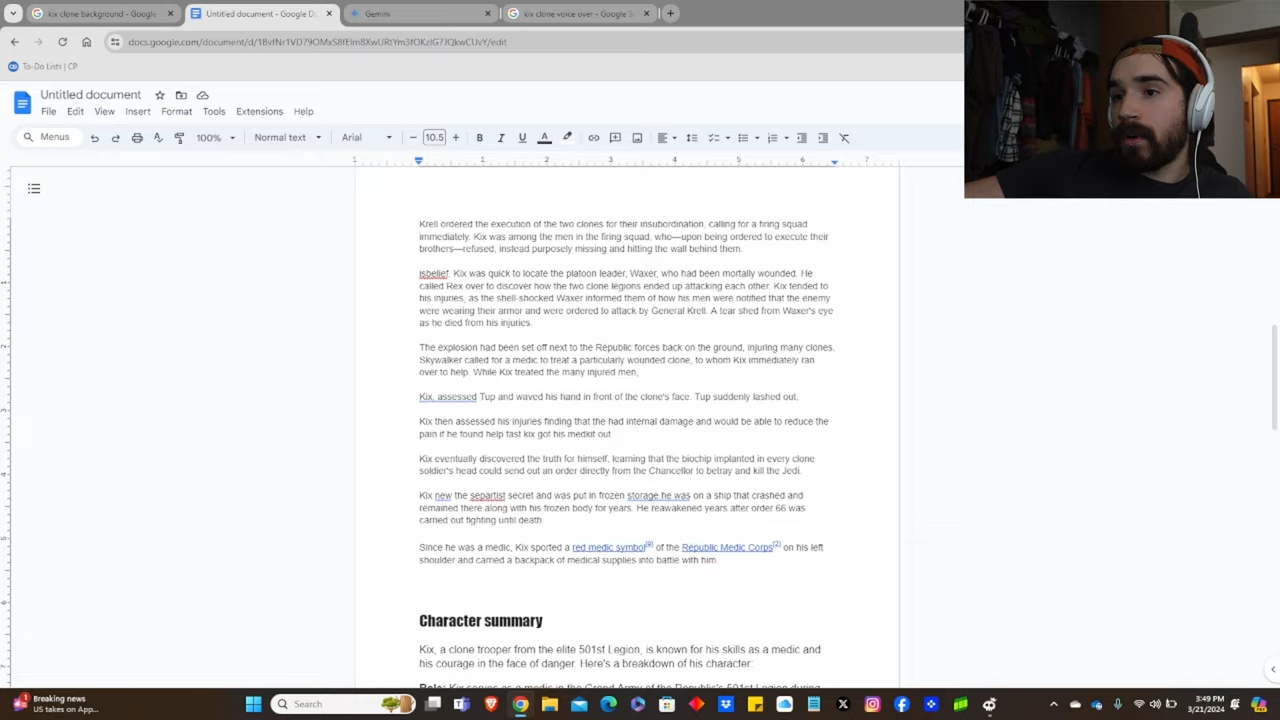 kix clone background - Google
Untitled document - Google D
Gemini
kix clone voice over - Google S
docs.google.com/document/d/
/edit
To-Do Lists | CP
Untitled document
File Edit View Insert Format Tools Extensions Help
Menus 100% Normal text Arial 10.5 B I U A
1 1 2 3 4 5 6 7
Krell ordered the execution of the two clones for their insubordination, calling for a firing squad
immediately. Kix was among the men in the firing squad, who—upon being ordered to execute their
brothers—refused, instead purposely missing and hitting the wall behind them.
isbelief. Kix was quick to locate the platoon leader, Waxer, who had been mortally wounded. He
called Rex over to discover how the two clone legions ended up attacking each other. Kix tended to
his injuries, as the shell-shocked Waxer informed them of how his men were notified that the enemy
were wearing their armor and were ordered to attack by General Krell. A tear shed from Waxer's eye
as he died from his injuries.
The explosion had been set off next to the Republic forces back on the ground, injuring many clones.
Skywalker called for a medic to treat a particularly wounded clone, to whom Kix immediately ran
over to help. While Kix treated the many injured men,
Kix, assessed Tup and waved his hand in front of the clone's face. Tup suddenly lashed out,
Kix then assessed his injuries finding that the had internal damage and would be able to reduce the
pain if he found help fast kix got his medkit out
Kix eventually discovered the truth for himself, learning that the biochip implanted in every clone
soldier's head could send out an order directly from the Chancellor to betray and kill the Jedi.
Kix new the separtist secret and was put in frozen storage he was on a ship that crashed and
remained there along with his frozen body for years. He reawakened years after order 66 was
carried out fighting until death.
Since he was a medic, Kix sported a red medic symbol[9] of the Republic Medic Corps[2] on his left
shoulder and carried a backpack of medical supplies into battle with him.
Character summary
Kix, a clone trooper from the elite 501st Legion, is known for his skills as a medic and
his courage in the face of danger. Here's a breakdown of his character:
Role: Kix serves as a medic in the Grand Army of the Republic's 501st Legion during
1
Breaking news
US takes on App...
Search
3:49 PM
3/21/2024